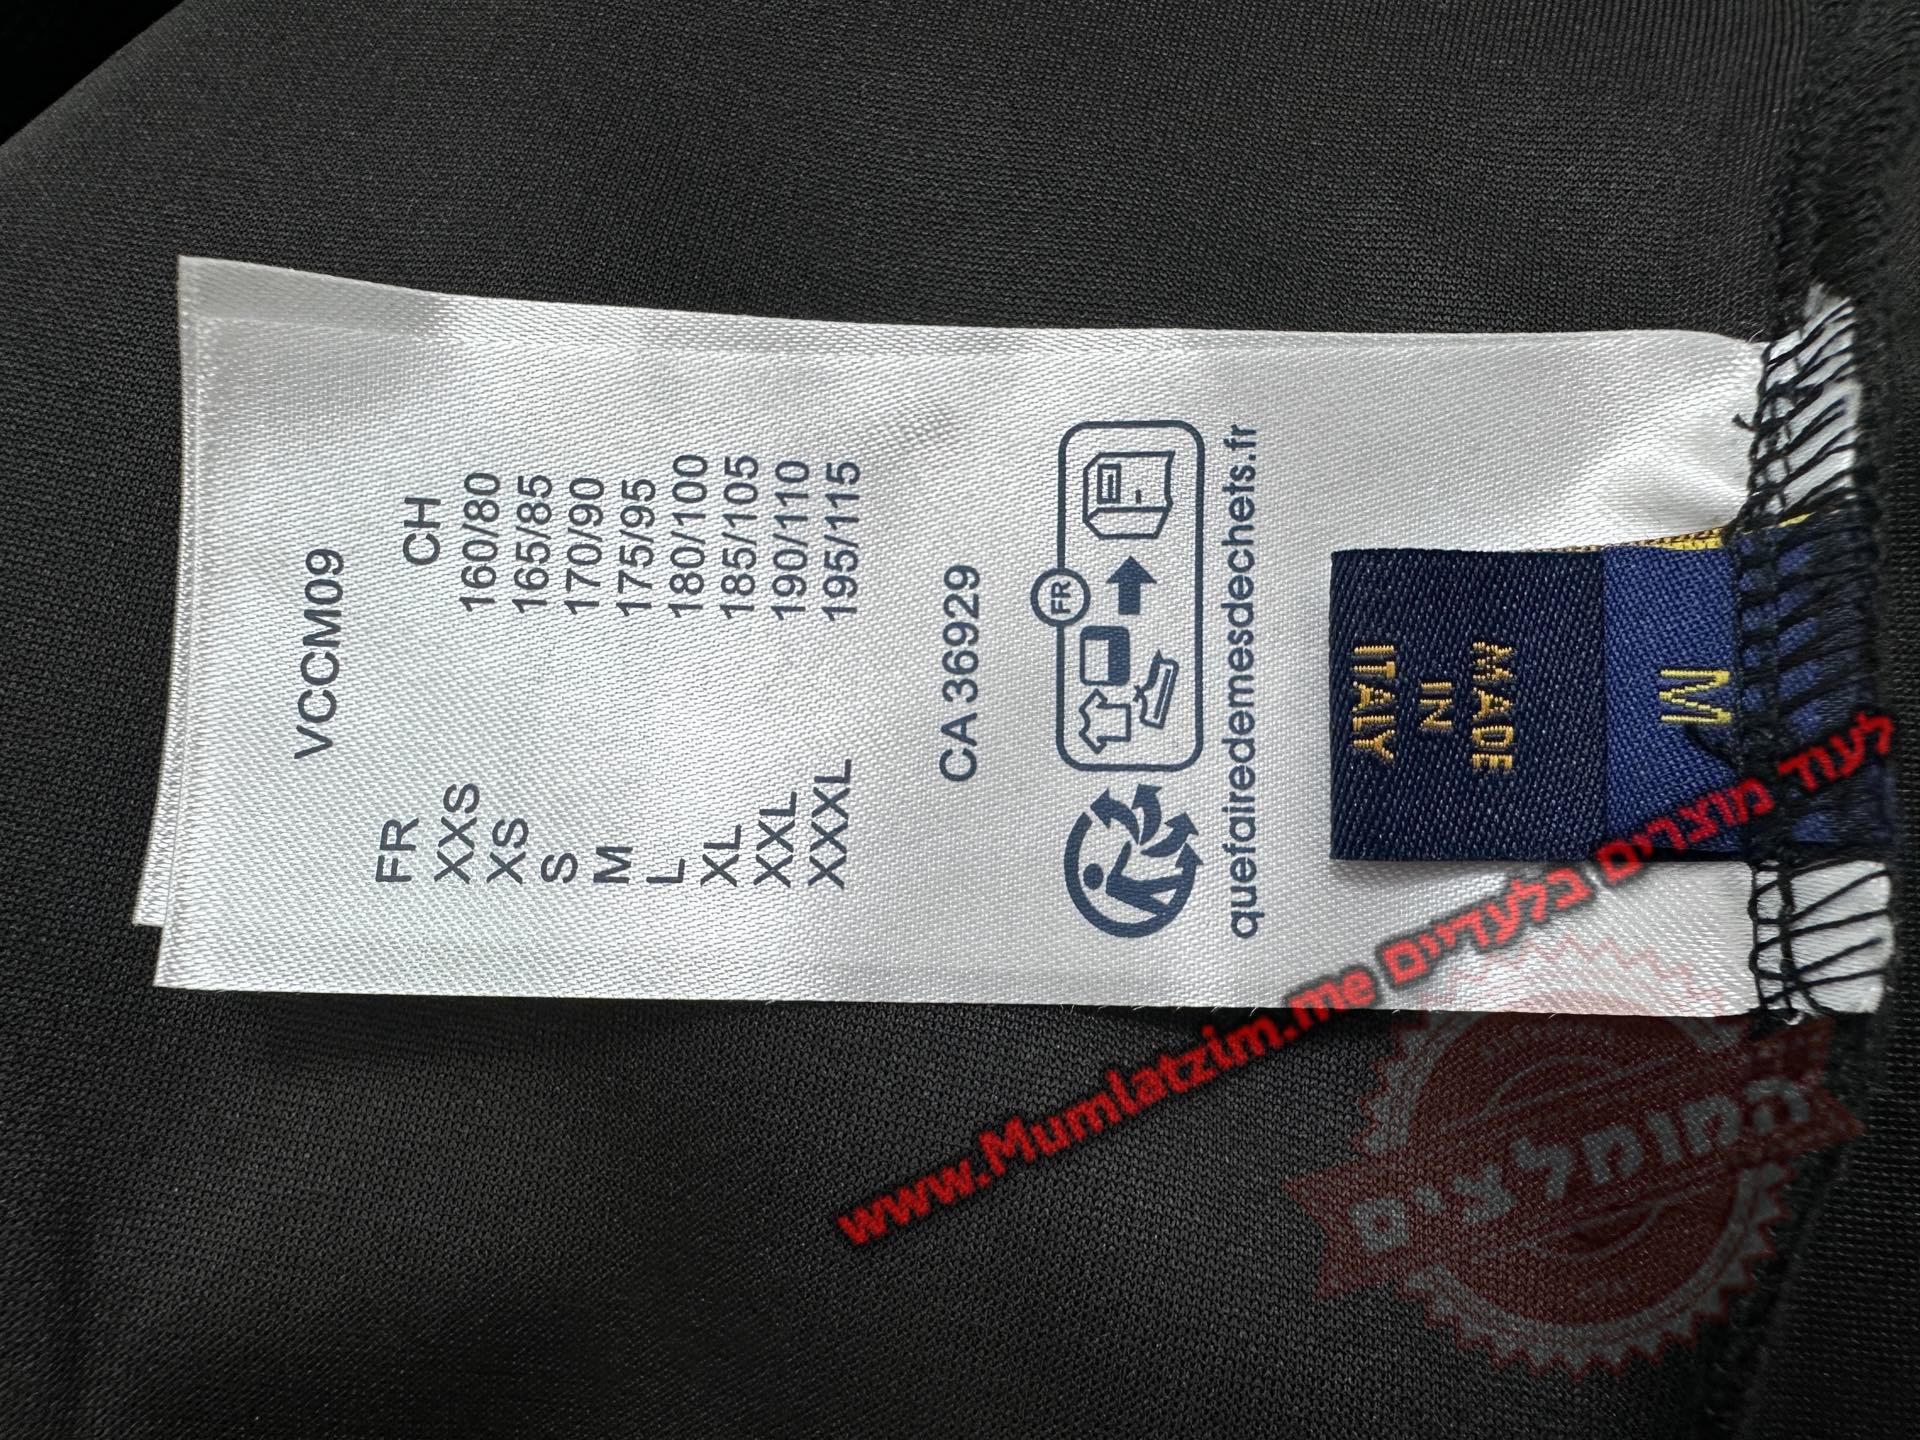 VCCM09
FR CH
XXS 160/80
XS 165/85
S 170/90
M 175/95
L 180/100
XL 185/105
XXL 190/110
XXXL 195/115
CA 36929
FR
quefairedemesdechets.fr
MADE
IN
ITALY
M
www.Mumlatzim.me לעוד מוצרים בלעדיים
המומלצים